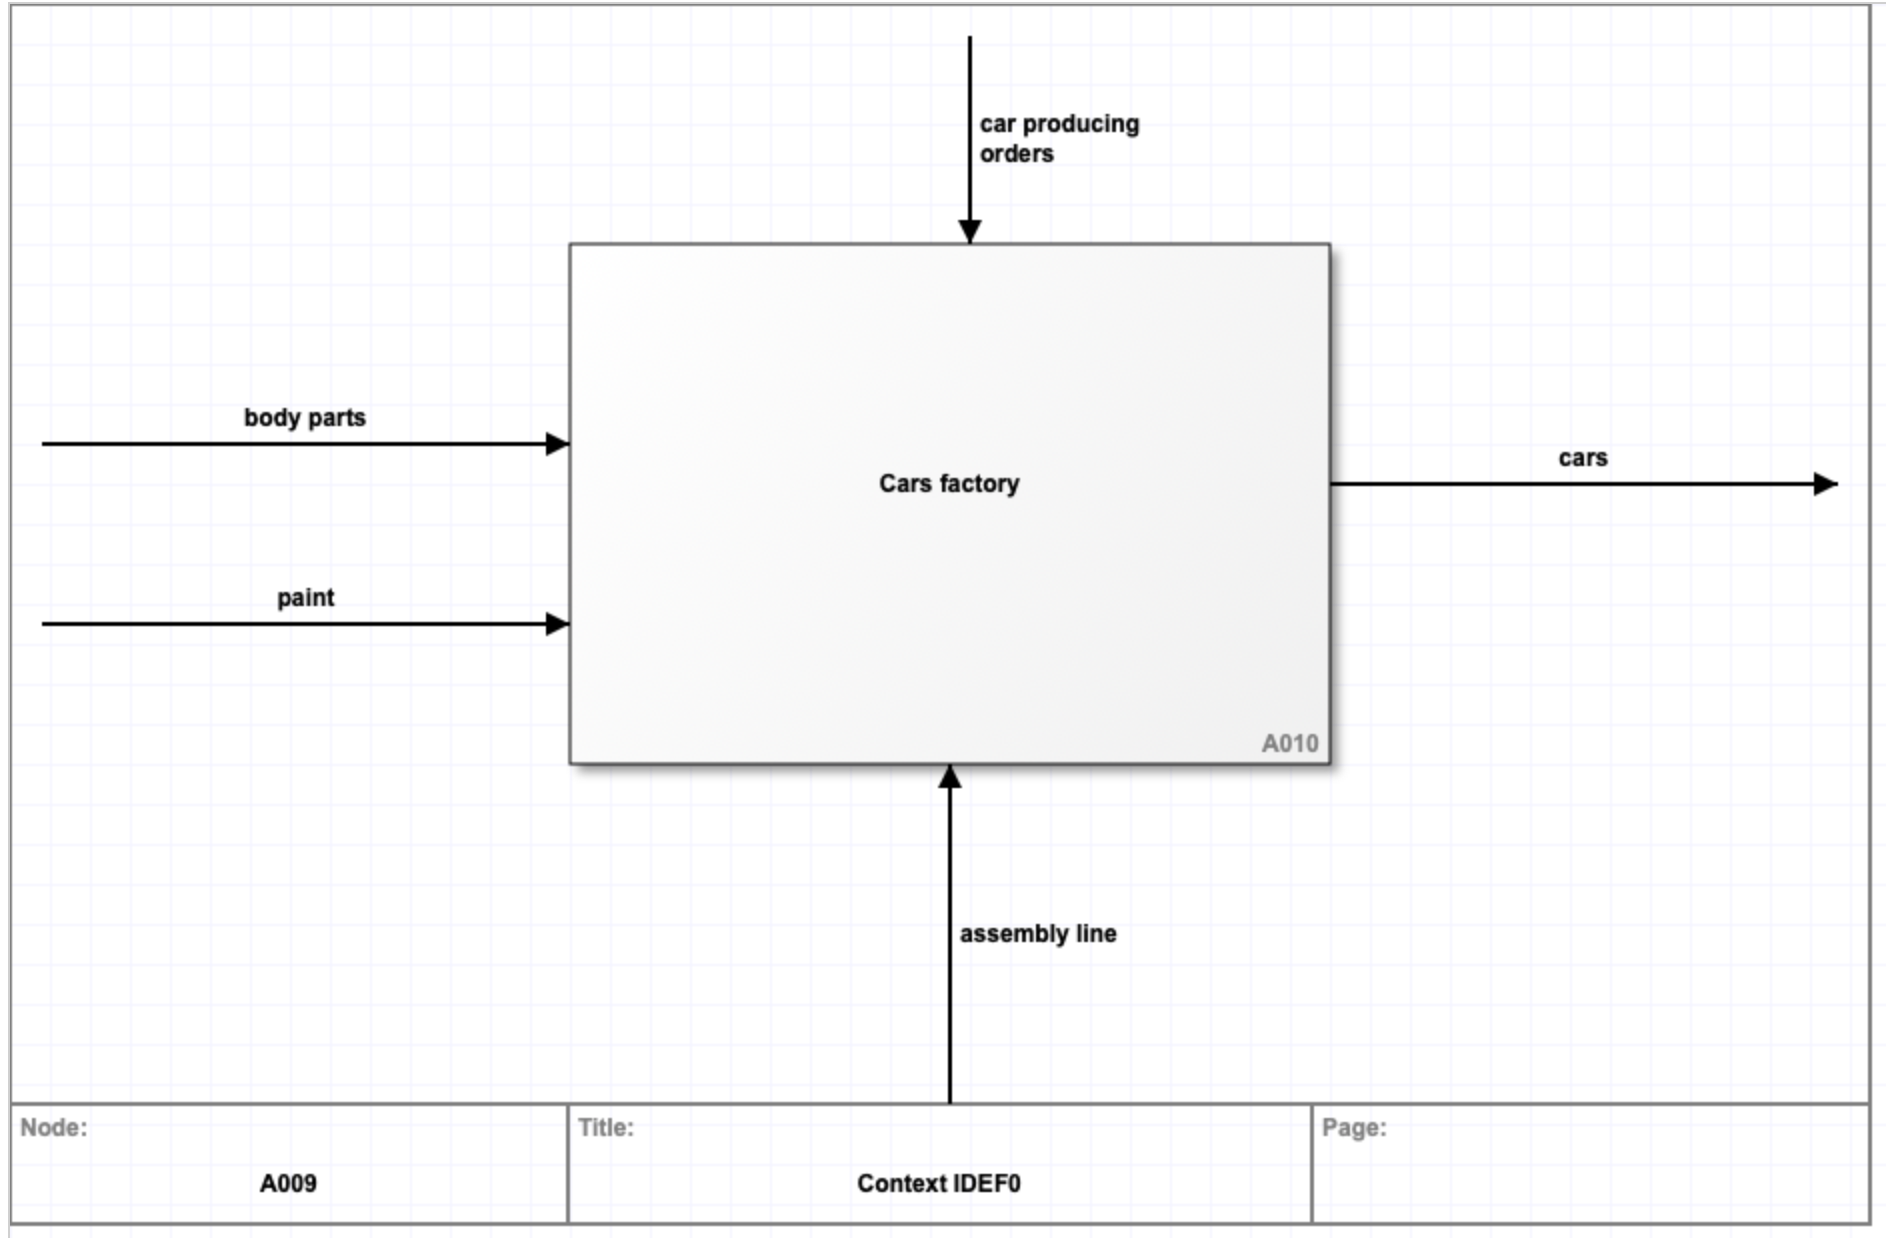 car producing
orders
body parts
Cars factory
cars
paint
A010
assembly line
Node:
A009
Title:
Context IDEF0
Page: